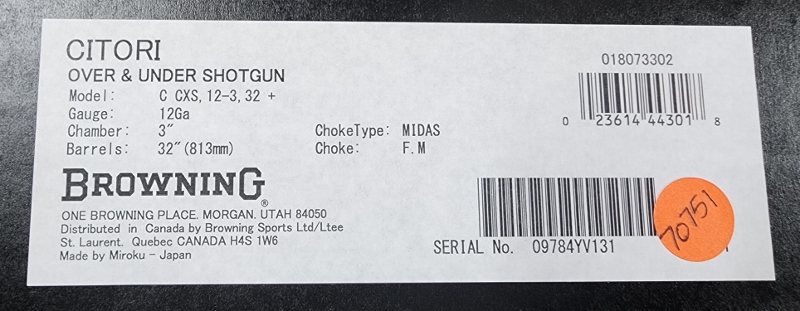 CITORI
OVER & UNDER SHOTGUN
Model: C CXS, 12-3, 32 +
Gauge: 12Ga
Chamber: 3" ChokeType: MIDAS
Barrels: 32" (813mm) Choke: F.M
BROWNING®
ONE BROWNING PLACE. MORGAN. UTAH 84050
Distributed in Canada by Browning Sports Ltd/Ltee
St. Laurent. Quebec CANADA H4S 1W6
Made by Miroku - Japan
018073302
0 23614 44301 8
70751
SERIAL No. 09784YV131